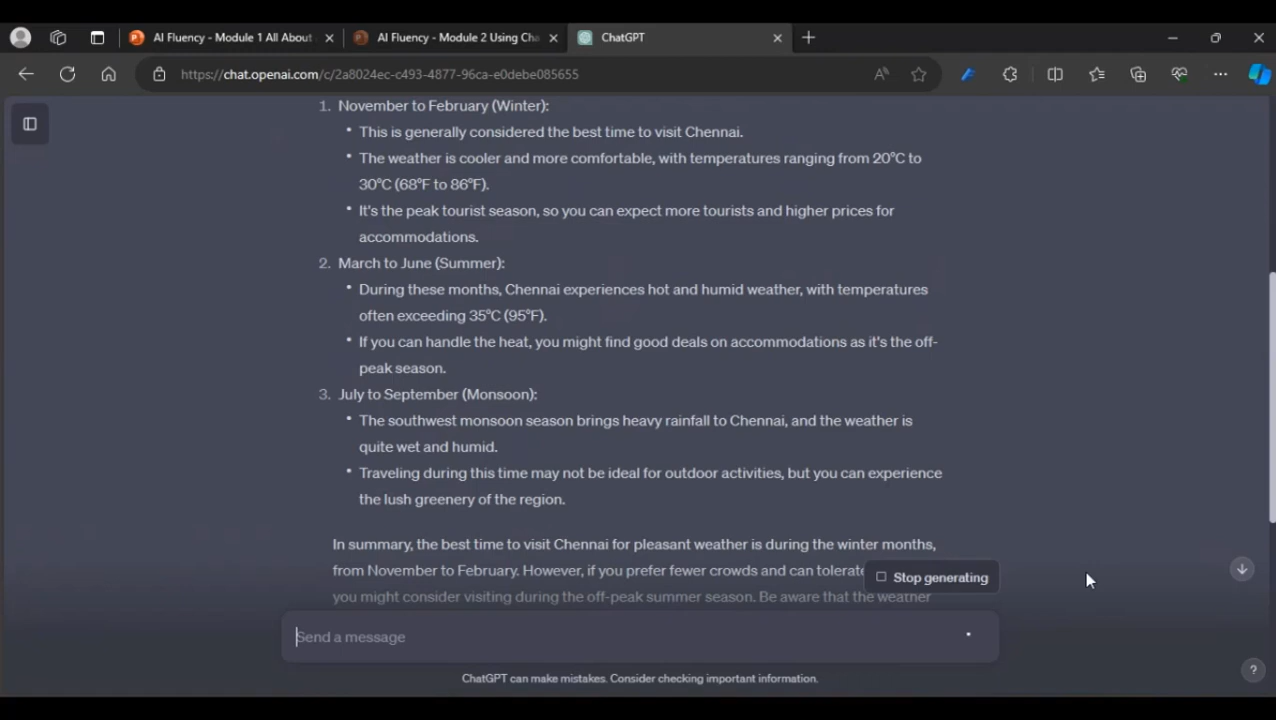 AI Fluency - Module 1 All About
AI Fluency - Module 2 Using Cha
ChatGPT
https://chat.openai.com/c/2a8024ec-c493-4877-96ca-e0debe085655
1. November to February (Winter):
• This is generally considered the best time to visit Chennai.
• The weather is cooler and more comfortable, with temperatures ranging from 20°C to
30°C (68°F to 86°F).
• It's the peak tourist season, so you can expect more tourists and higher prices for
accommodations.
2. March to June (Summer):
• During these months, Chennai experiences hot and humid weather, with temperatures
often exceeding 35°C (95°F).
• If you can handle the heat, you might find good deals on accommodations as it's the off-
peak season.
3. July to September (Monsoon):
• The southwest monsoon season brings heavy rainfall to Chennai, and the weather is
quite wet and humid.
• Traveling during this time may not be ideal for outdoor activities, but you can experience
the lush greenery of the region.
In summary, the best time to visit Chennai for pleasant weather is during the winter months,
from November to February. However, if you prefer fewer crowds and can tolerate
Stop generating
you might consider visiting during the off-peak summer season. Be aware that the weather
Send a message
ChatGPT can make mistakes. Consider checking important information.